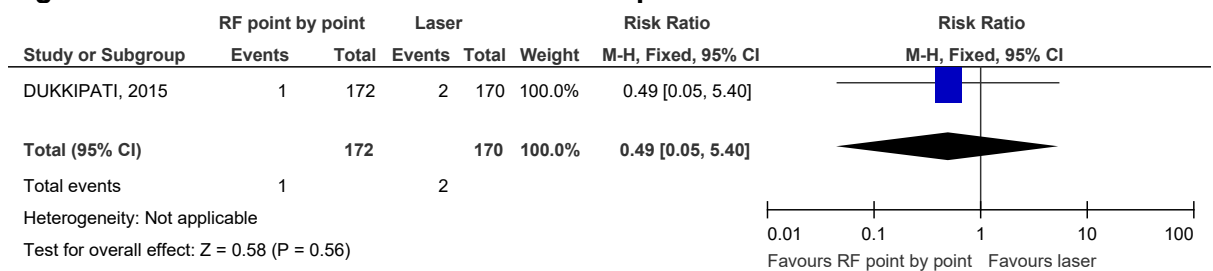 RF point by point Laser Risk Ratio Risk Ratio
Study or Subgroup Events Total Events Total Weight M-H, Fixed, 95% CI M-H, Fixed, 95% CI
DUKKIPATI, 2015 1 172 2 170 100.0% 0.49 [0.05, 5.40]
Total (95% CI) 172 170 100.0% 0.49 [0.05, 5.40]
Total events 1 2
Heterogeneity: Not applicable
Test for overall effect: Z = 0.58 (P = 0.56)
0.01 0.1 1 10 100
Favours RF point by point Favours laser